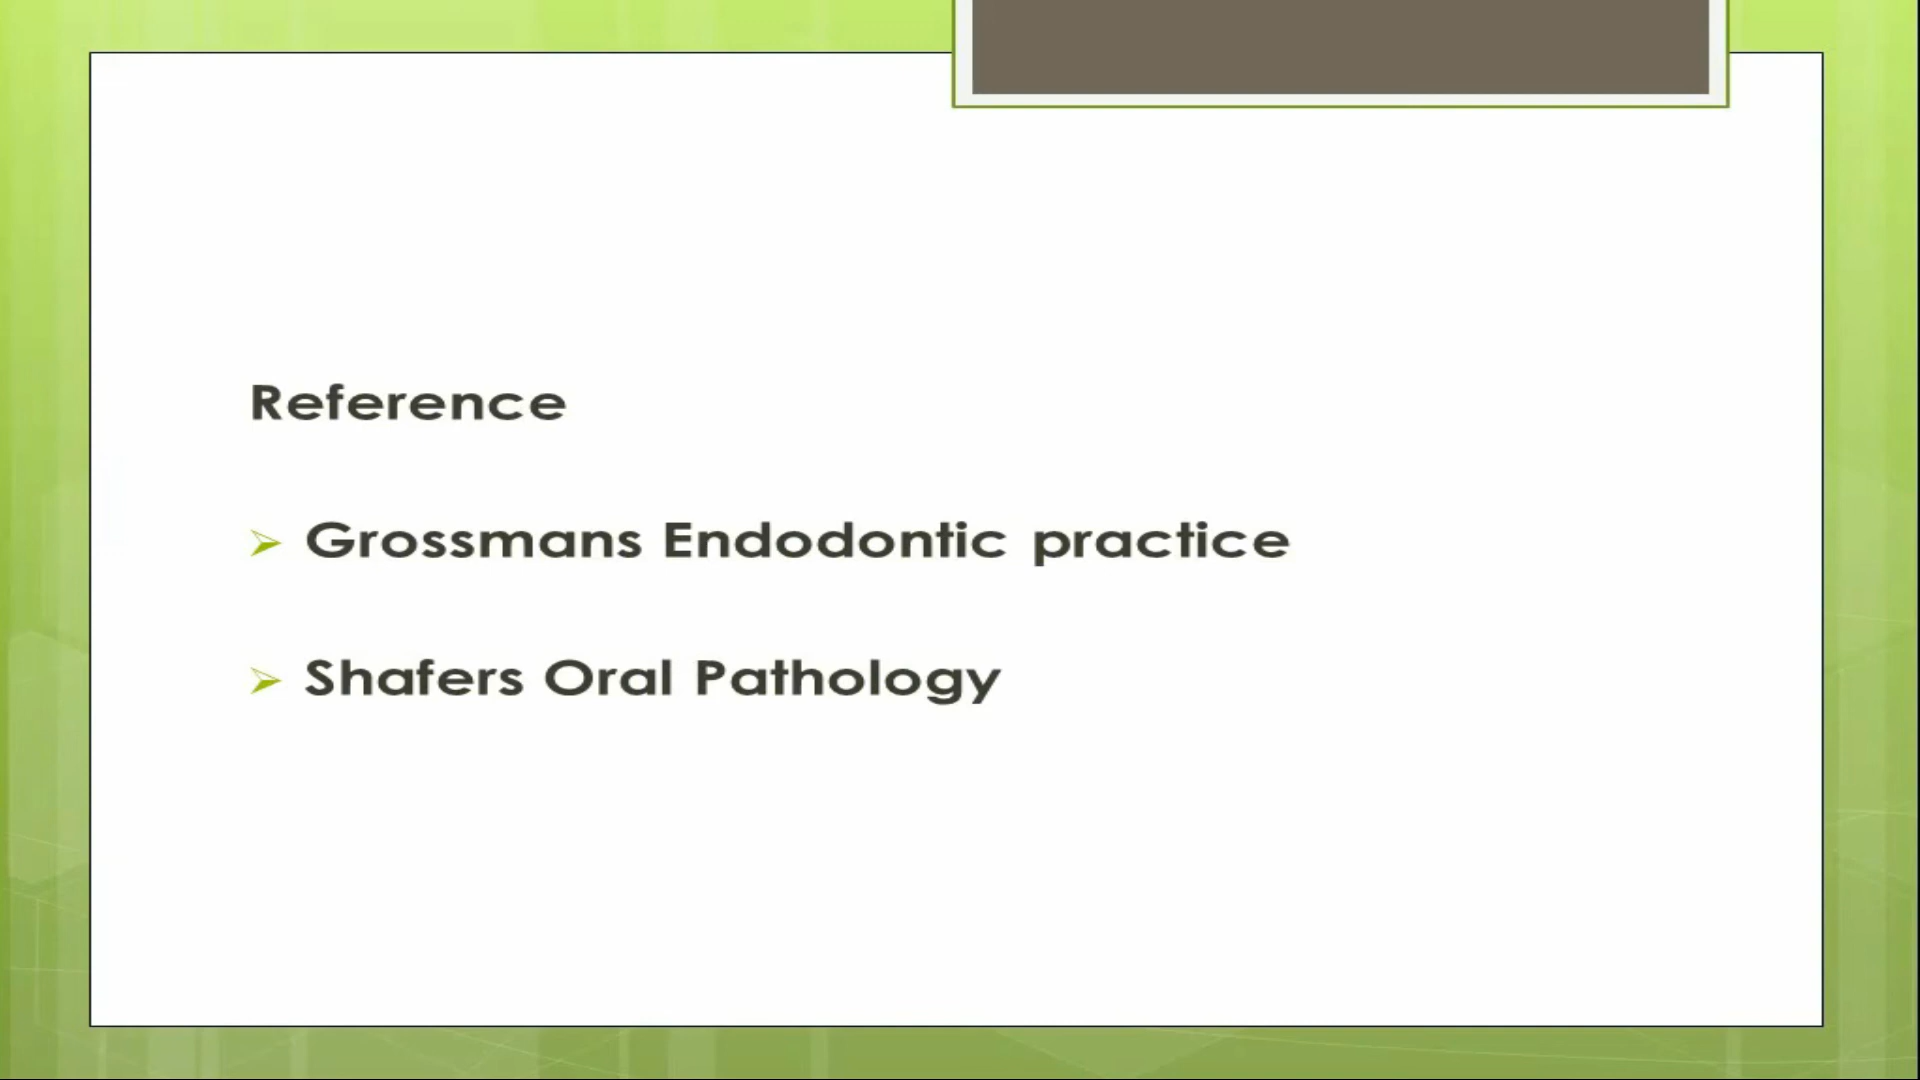 Reference
➢ Grossmans Endodontic practice
➢ Shafers Oral Pathology